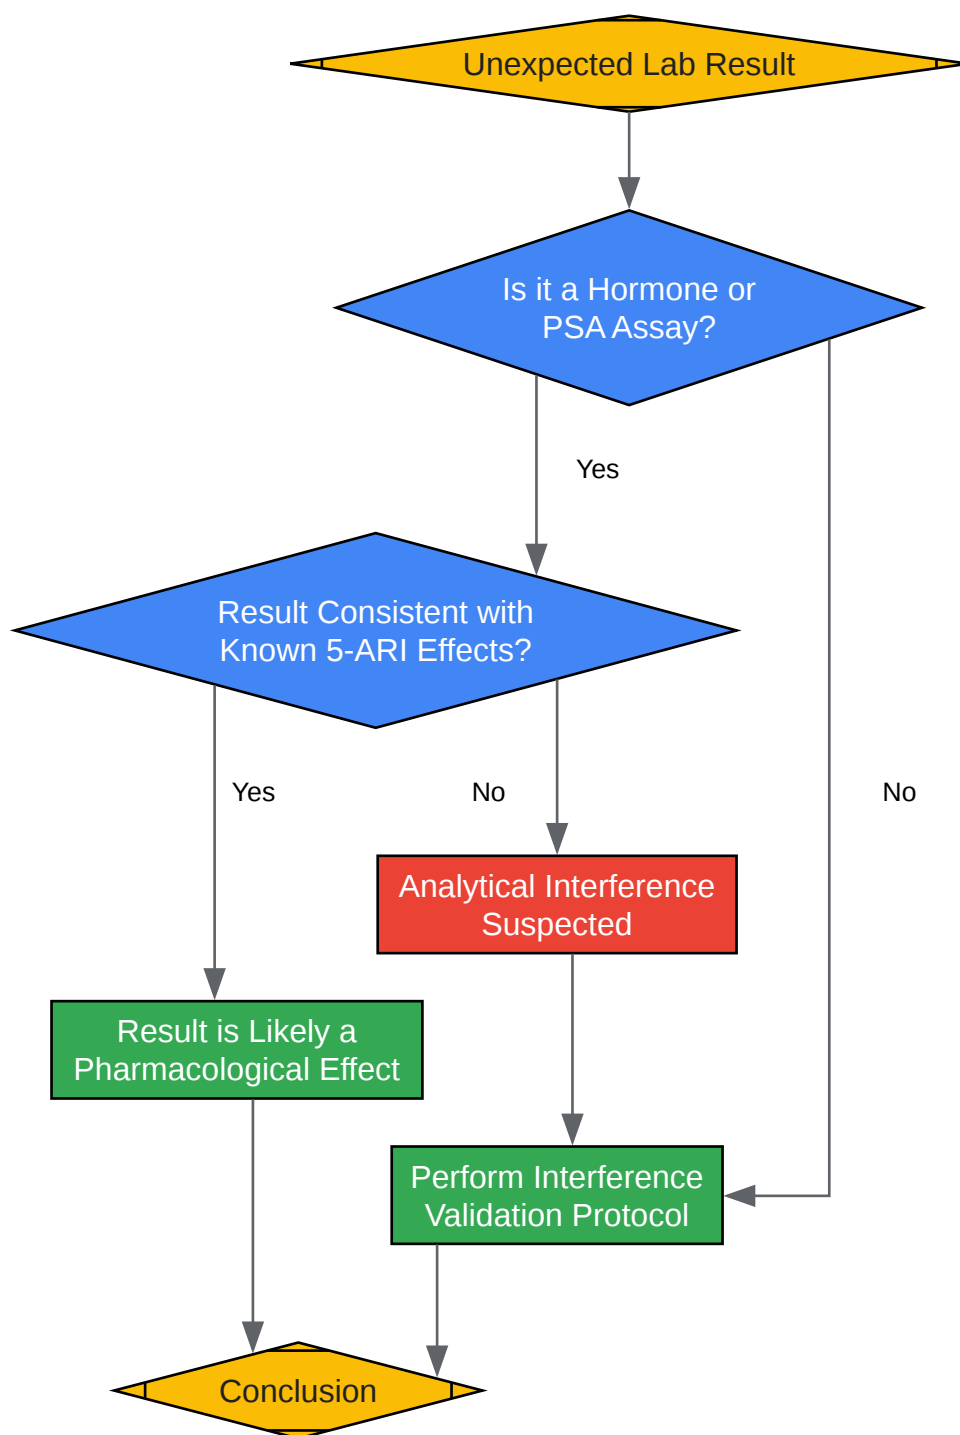 Unexpected Lab Result
Is it a Hormone or
PSA Assay?
Yes
Result Consistent with
Known 5-ARI Effects?
Yes
No
No
Analytical Interference
Suspected
Result is Likely a
Pharmacological Effect
Perform Interference
Validation Protocol
Conclusion